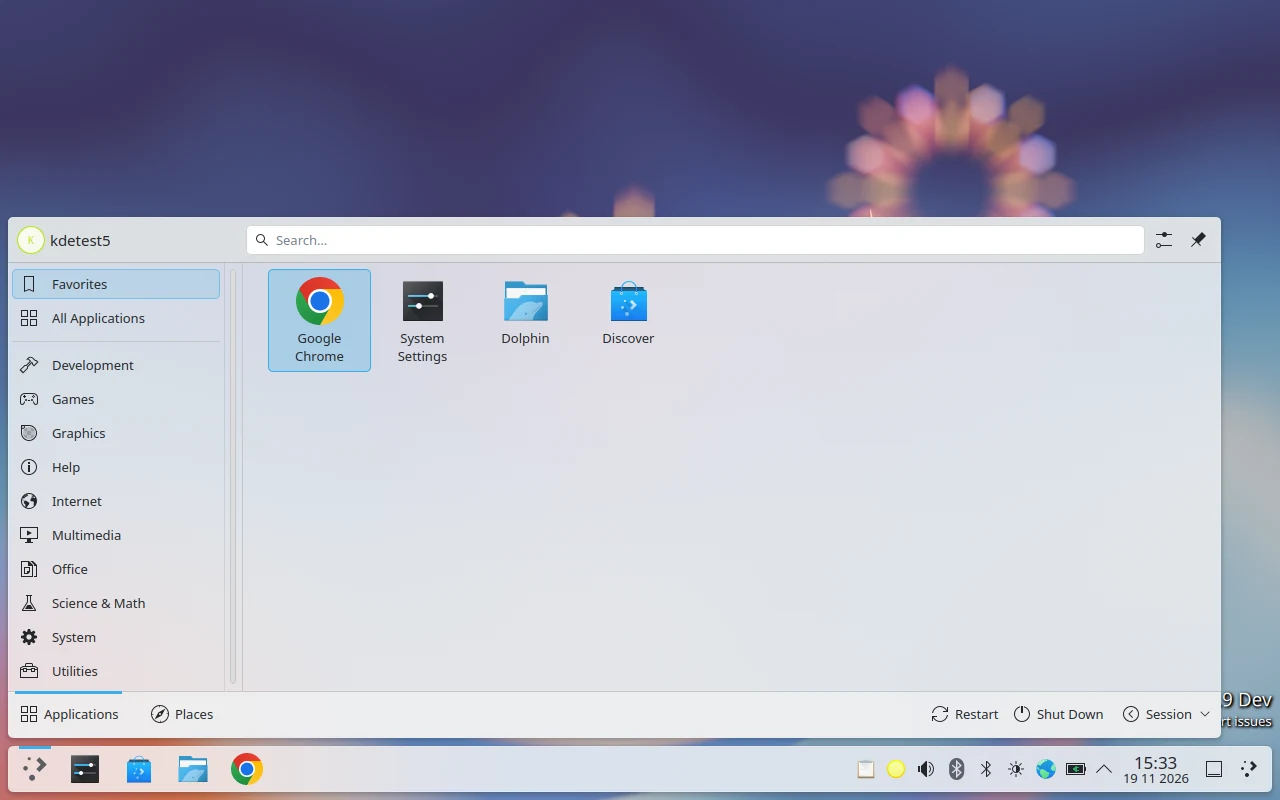 K
kdetest5
Search...
Favorites
All Applications
Development
Games
Graphics
Help
Internet
Multimedia
Office
Science & Math
System
Utilities
Google
Chrome
System
Settings
Dolphin
Discover
9 Dev
rt issues
Applications
Places
Restart
Shut Down
Session
15:33
19 11 2026